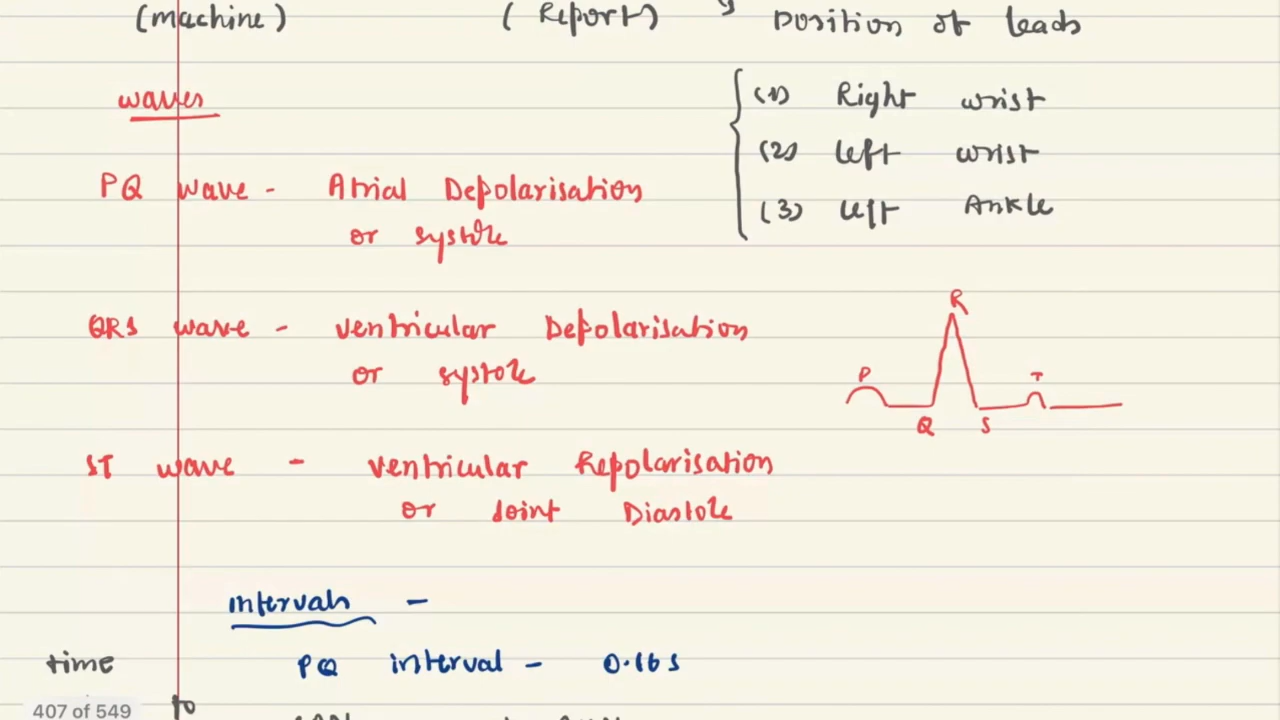 (machine) (Report) Position of leads
waves
(1) Right wrist
(2) left wrist
(3) left Ankle
PQ wave - Atrial Depolarisation
or systole
QRS wave - ventricular Depolarisation
or systole
R
P T
Q S
ST wave - ventricular Repolarisation
or Joint Diastole
intervals -
time PQ interval - 0.16s
407 of 549 to